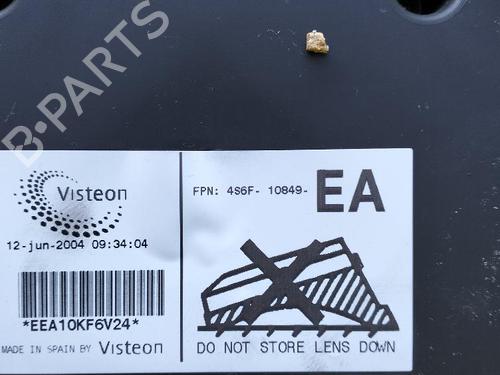 B-PARTS
Visteon
12-jun-2004 09:34:04
*EEA10KF6V24*
MADE IN SPAIN BY Visteon
FPN: 4S6F- 10849- EA
DO NOT STORE LENS DOWN